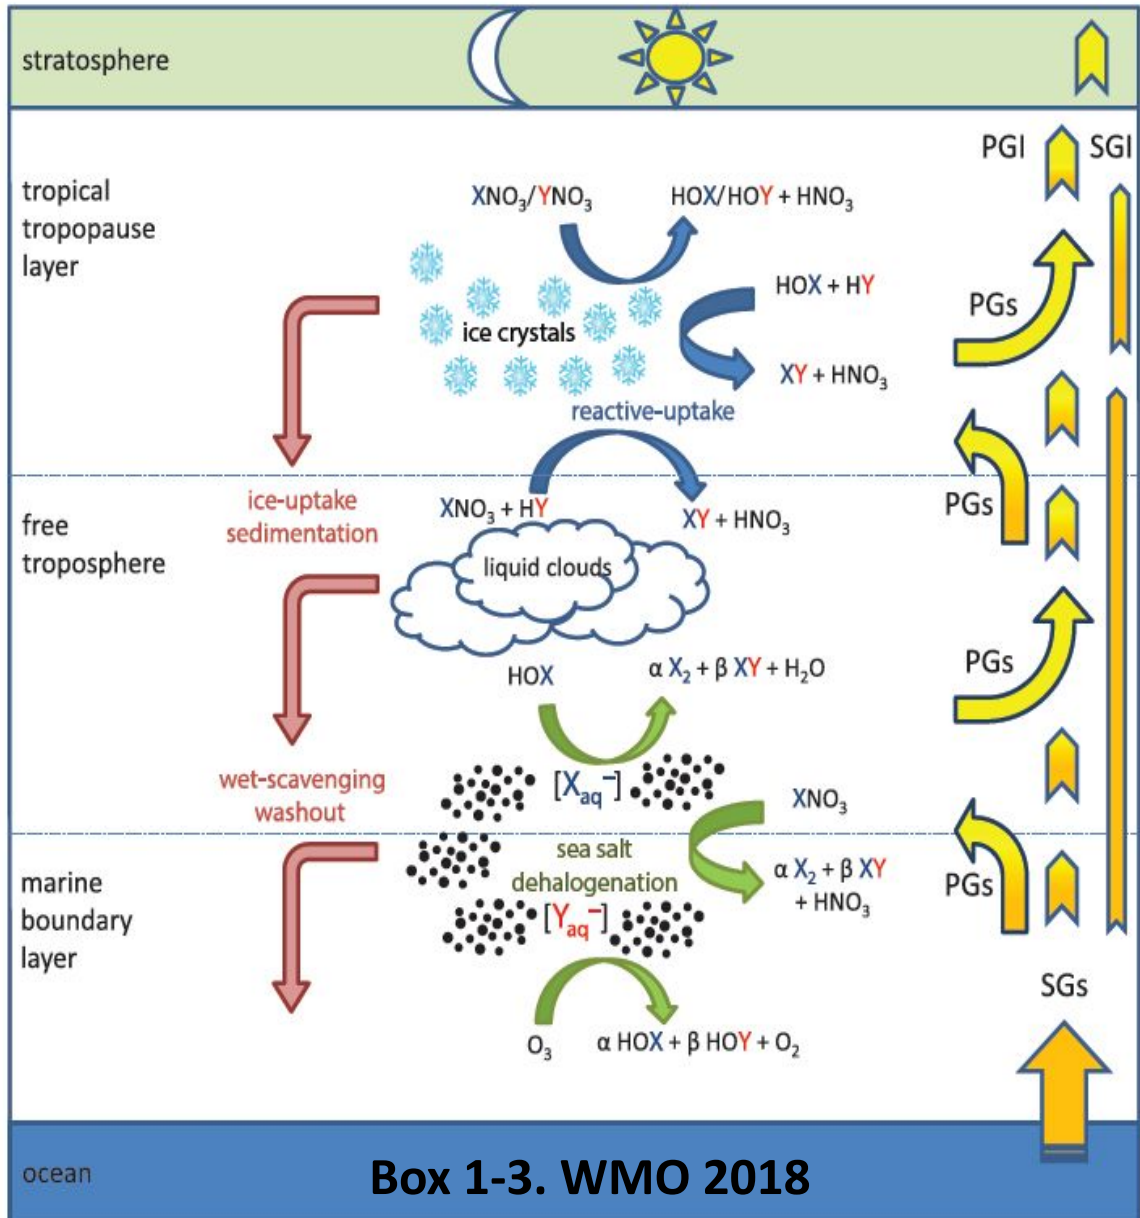 stratosphere
PGI
SGI
tropical
tropopause
layer
XNO₃/YNO₃
HOX/HOY + HNO₃
HOX + HY
PGs
ice crystals
XY + HNO₃
reactive-uptake
ice-uptake
sedimentation
XNO₃ + HY
XY + HNO₃
PGs
free
troposphere
liquid clouds
HOX
α X₂ + β XY + H₂O
PGs
wet-scavenging
washout
[Xaq⁻]
XNO₃
sea salt
dehalogenation
α X₂ + β XY
+ HNO₃
PGs
marine
boundary
layer
[Yaq⁻]
SGs
O₃
α HOX + β HOY + O₂
ocean
Box 1-3. WMO 2018